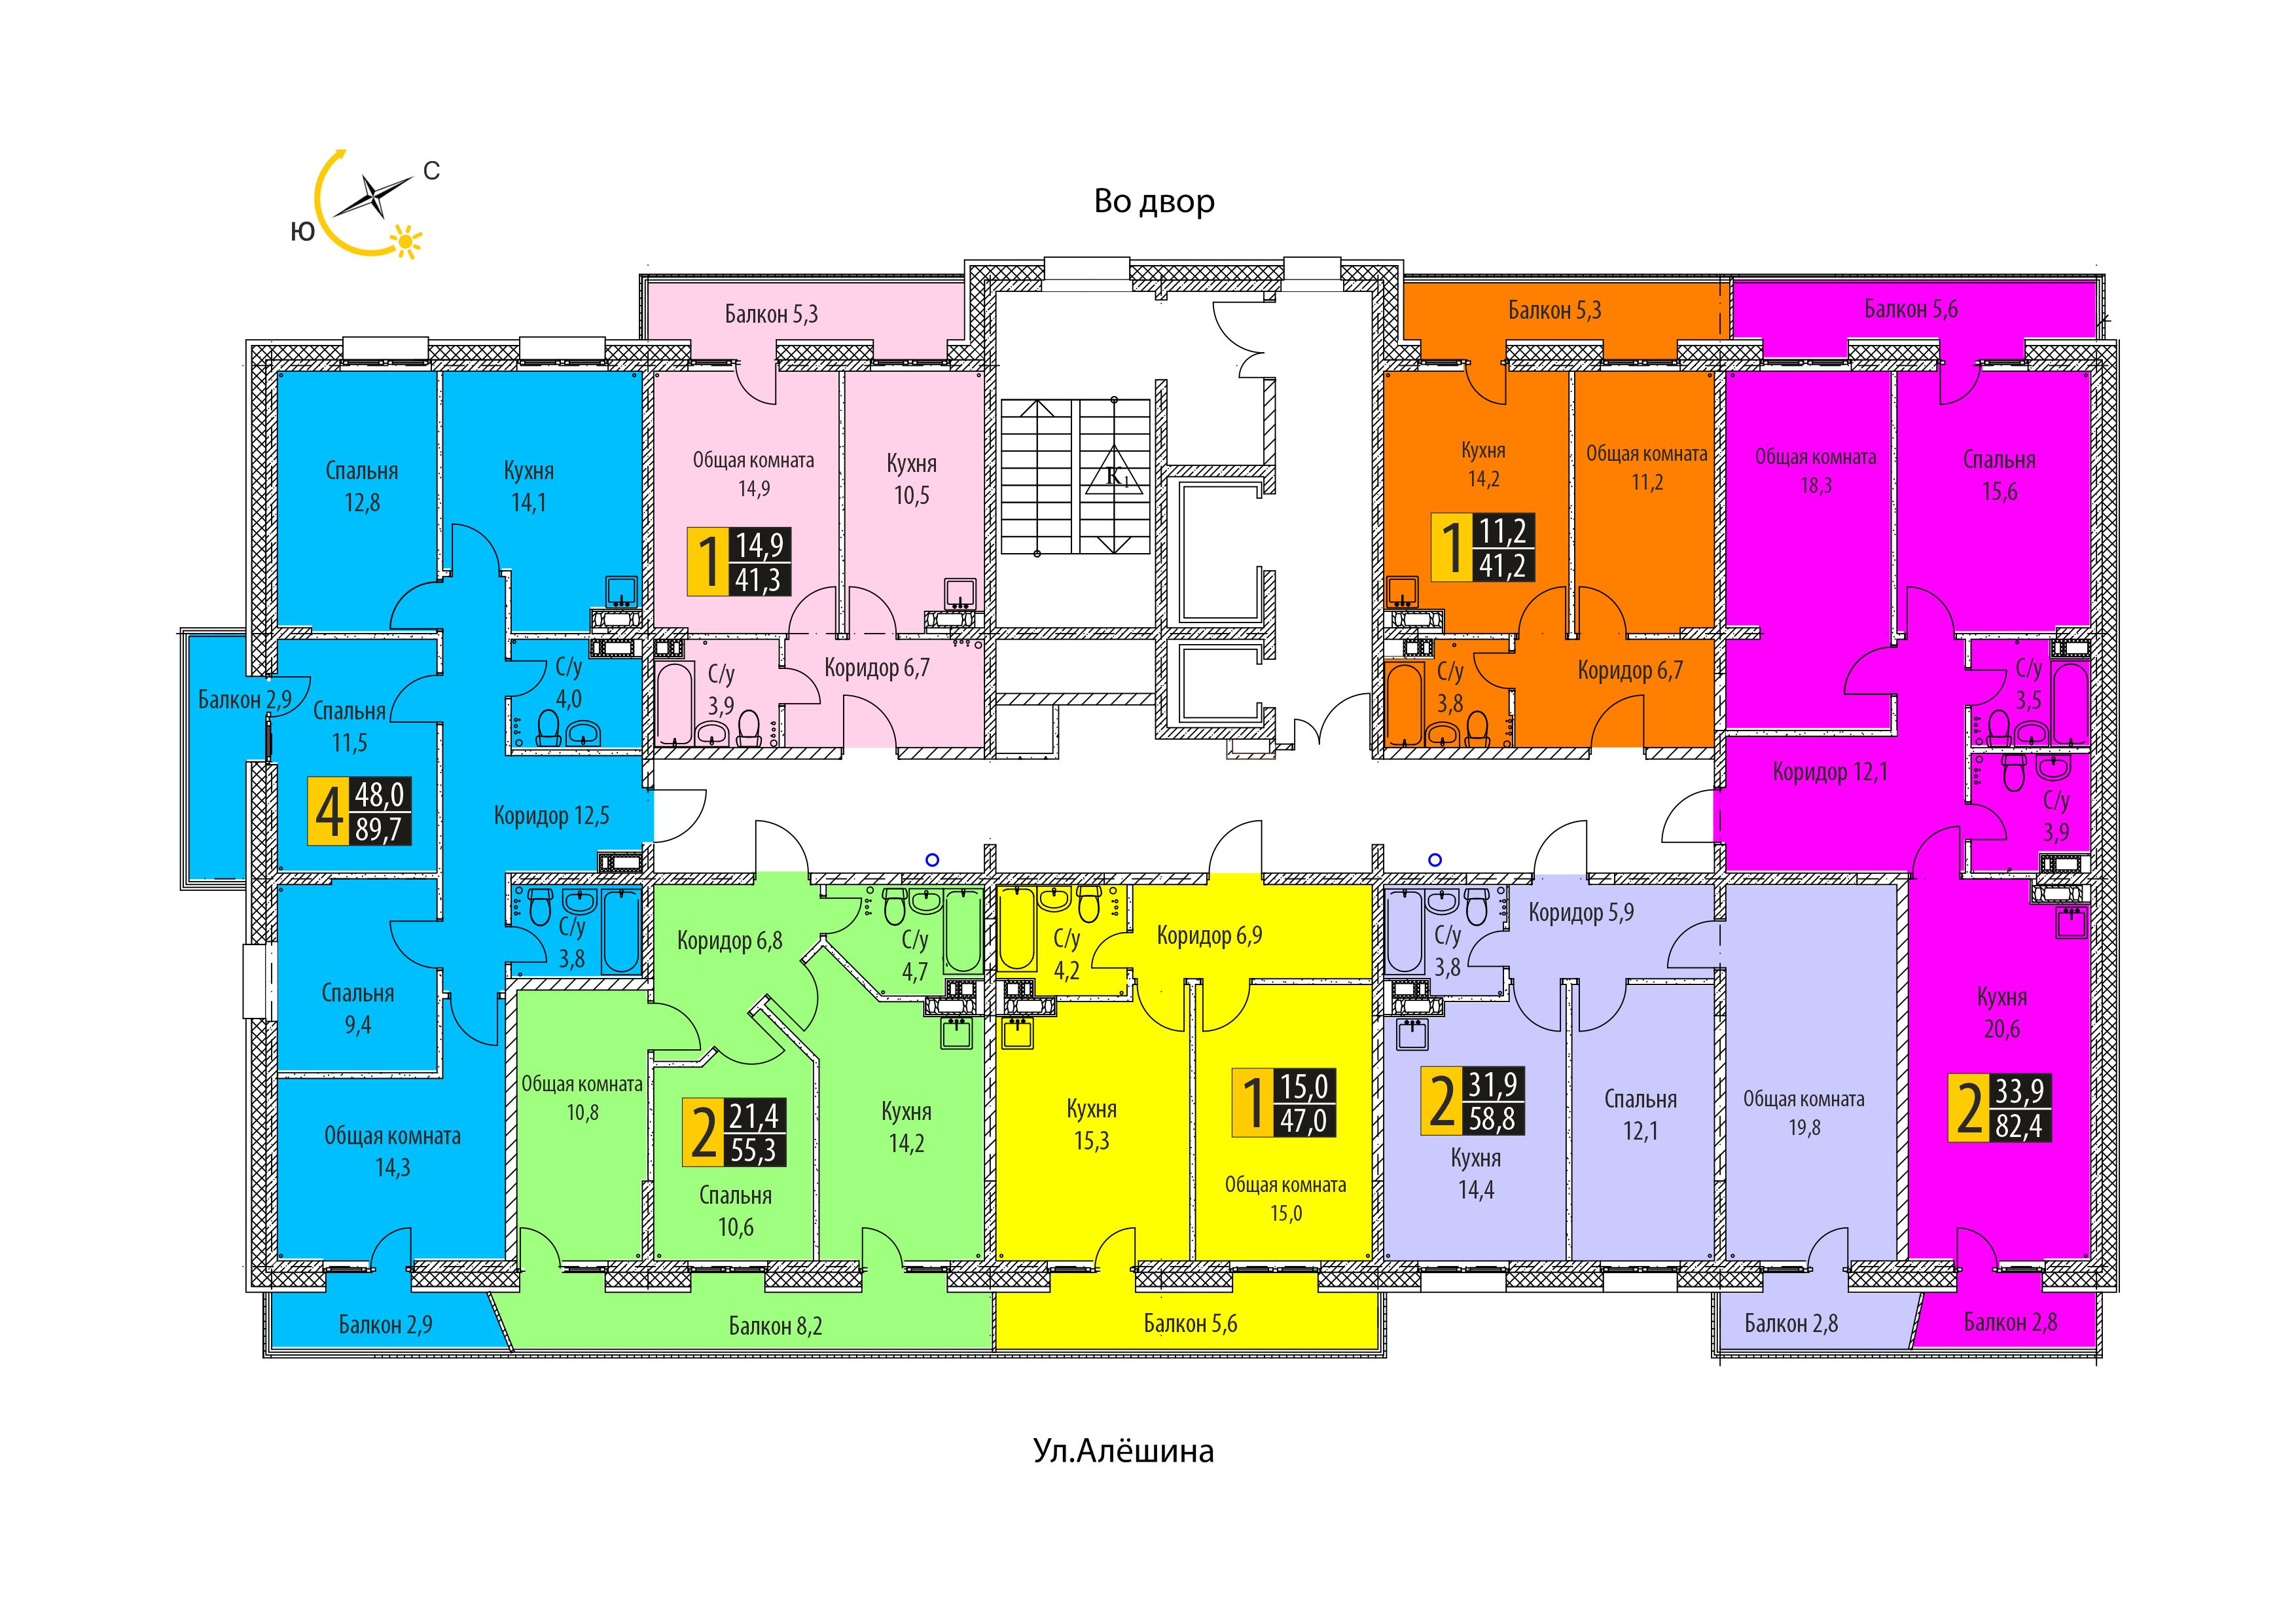 С
Ю
Во двор
Балкон 5,3
Балкон 5,3
Балкон 5,6
Спальня
12,8
Кухня
14,1
Общая комната
14,9
Кухня
10,5
1
14,9
41,3
К1
Кухня
14,2
Общая комната
11,2
1
11,2
41,2
Общая комната
18,3
Спальня
15,6
Балкон 2,9
Спальня
11,5
4
48,0
89,7
С/у
4,0
С/у
3,9
Коридор 6,7
С/у
3,8
Коридор 6,7
С/у
3,5
Коридор 12,5
Коридор 12,1
С/у
3,9
Спальня
9,4
С/у
3,8
Коридор 6,8
С/у
4,7
С/у
4,2
Коридор 6,9
С/у
3,8
Коридор 5,9
Кухня
20,6
Общая комната
14,3
Общая комната
10,8
2
21,4
55,3
Спальня
10,6
Кухня
14,2
Кухня
15,3
1
15,0
47,0
Общая комната
15,0
2
31,9
58,8
Кухня
14,4
Спальня
12,1
Общая комната
19,8
2
33,9
82,4
Балкон 2,9
Балкон 8,2
Балкон 5,6
Балкон 2,8
Балкон 2,8
Ул.Алёшина